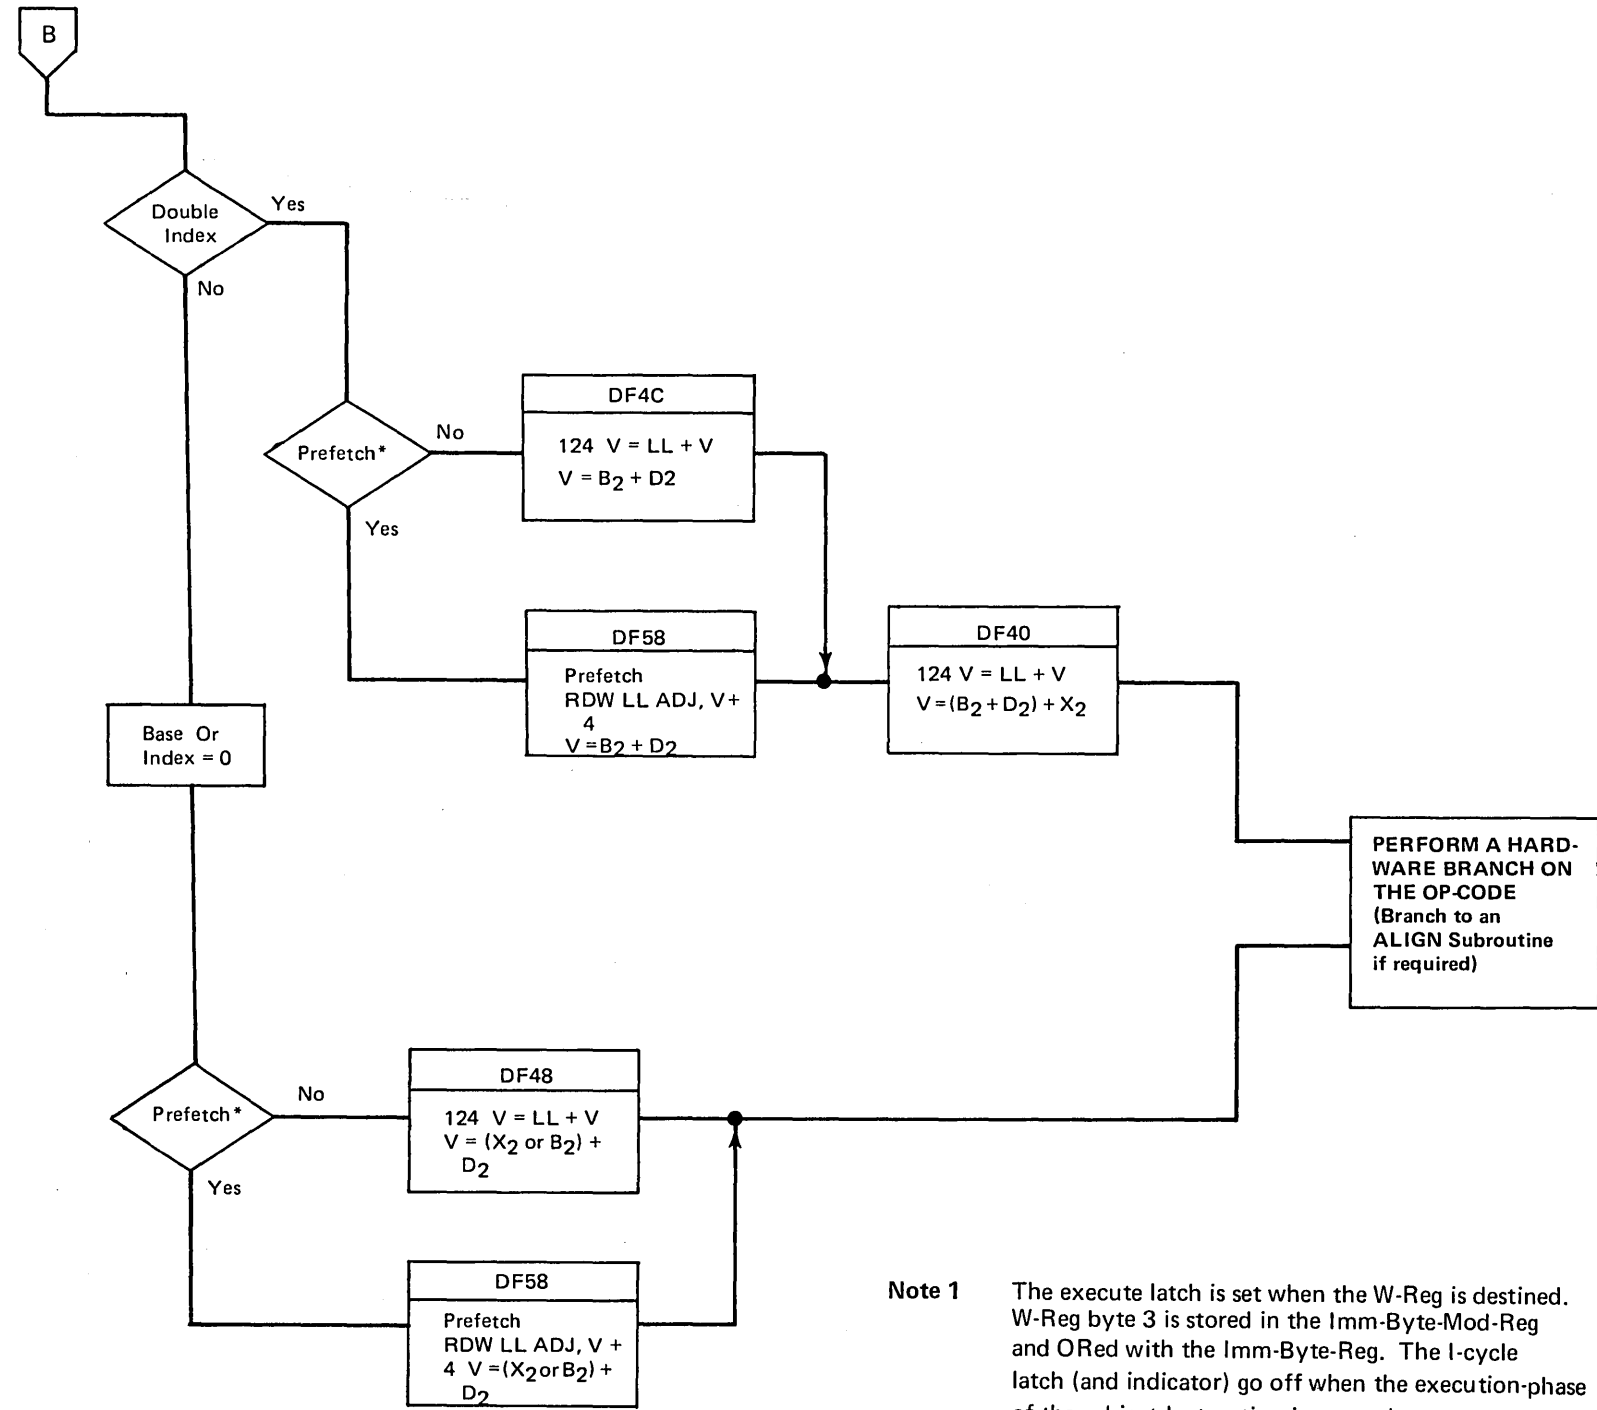 B
Double
Index
Yes
No
Prefetch*
No
Yes
DF4C
124 V = LL + V
V = B2 + D2
DF58
Prefetch
RDW LL ADJ, V+
4
V = B2 + D2
DF40
124 V = LL + V
V = (B2 + D2) + X2
Base Or
Index = 0
PERFORM A HARD-
WARE BRANCH ON
THE OP-CODE
(Branch to an
ALIGN Subroutine
if required)
Prefetch*
No
Yes
DF48
124 V = LL + V
V = (X2 or B2) +
D2
DF58
Prefetch
RDW LL ADJ, V +
4 V = (X2 or B2) +
D2
Note 1 The execute latch is set when the W-Reg is destined.
W-Reg byte 3 is stored in the Imm-Byte-Mod-Reg
and ORed with the Imm-Byte-Reg. The I-cycle
latch (and indicator) go off when the execution-phase